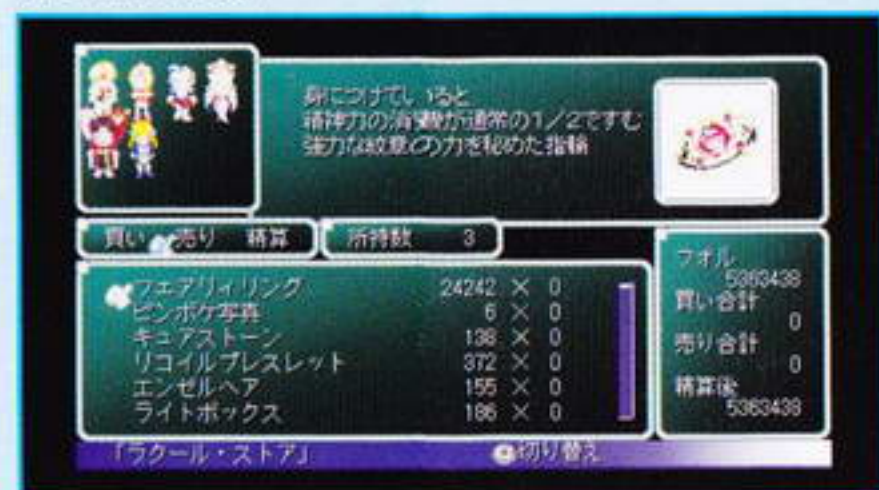 身につけていると
精神力の消費が通常の1/2ですむ
強力な紋章の力を秘めた指輪
買い 売り 精算
所持数 3
フェアリィリング 24242 × 0
ピンボケ写真 6 × 0
キュアストーン 138 × 0
リコイルブレスレット 372 × 0
エンゼルヘア 155 × 0
ライトボックス 186 × 0
フォル
5363438
買い合計
0
売り合計
0
精算後
5363438
「ラクール・ストア」
切り替え